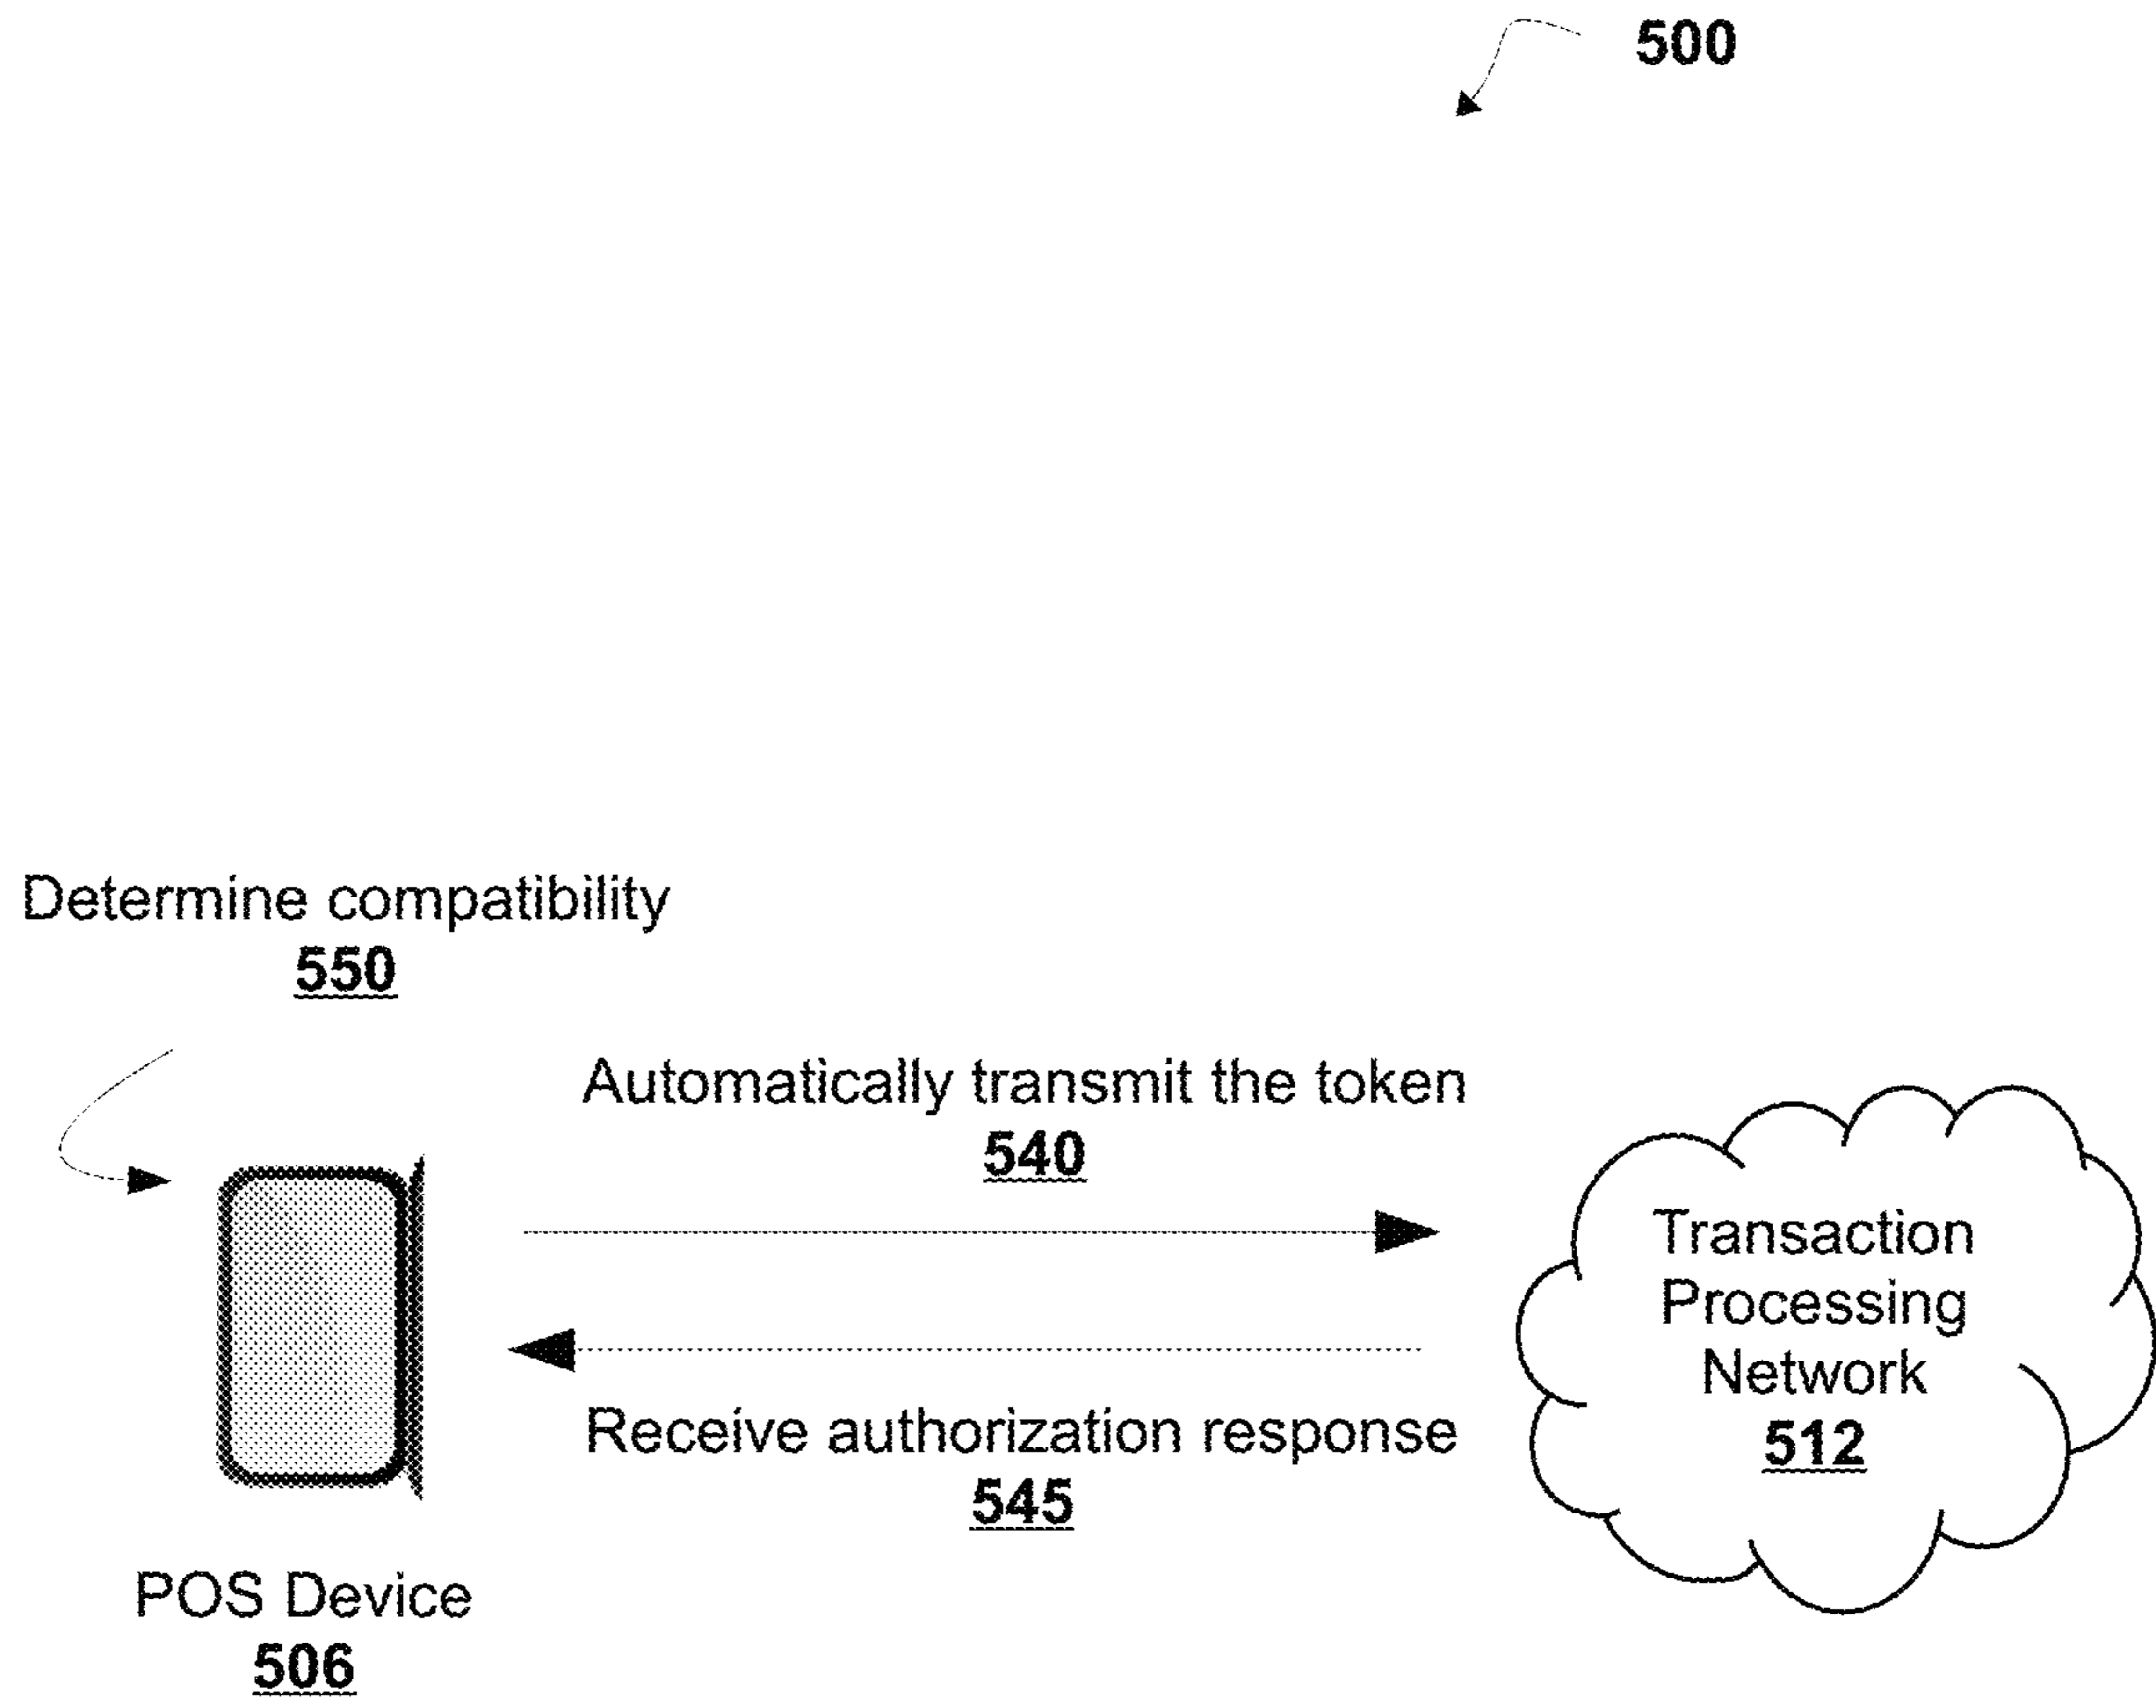 500
Determine compatibility
550
Automatically transmit the token
540
Transaction
Processing
Network
512
Receive authorization response
545
POS Device
506